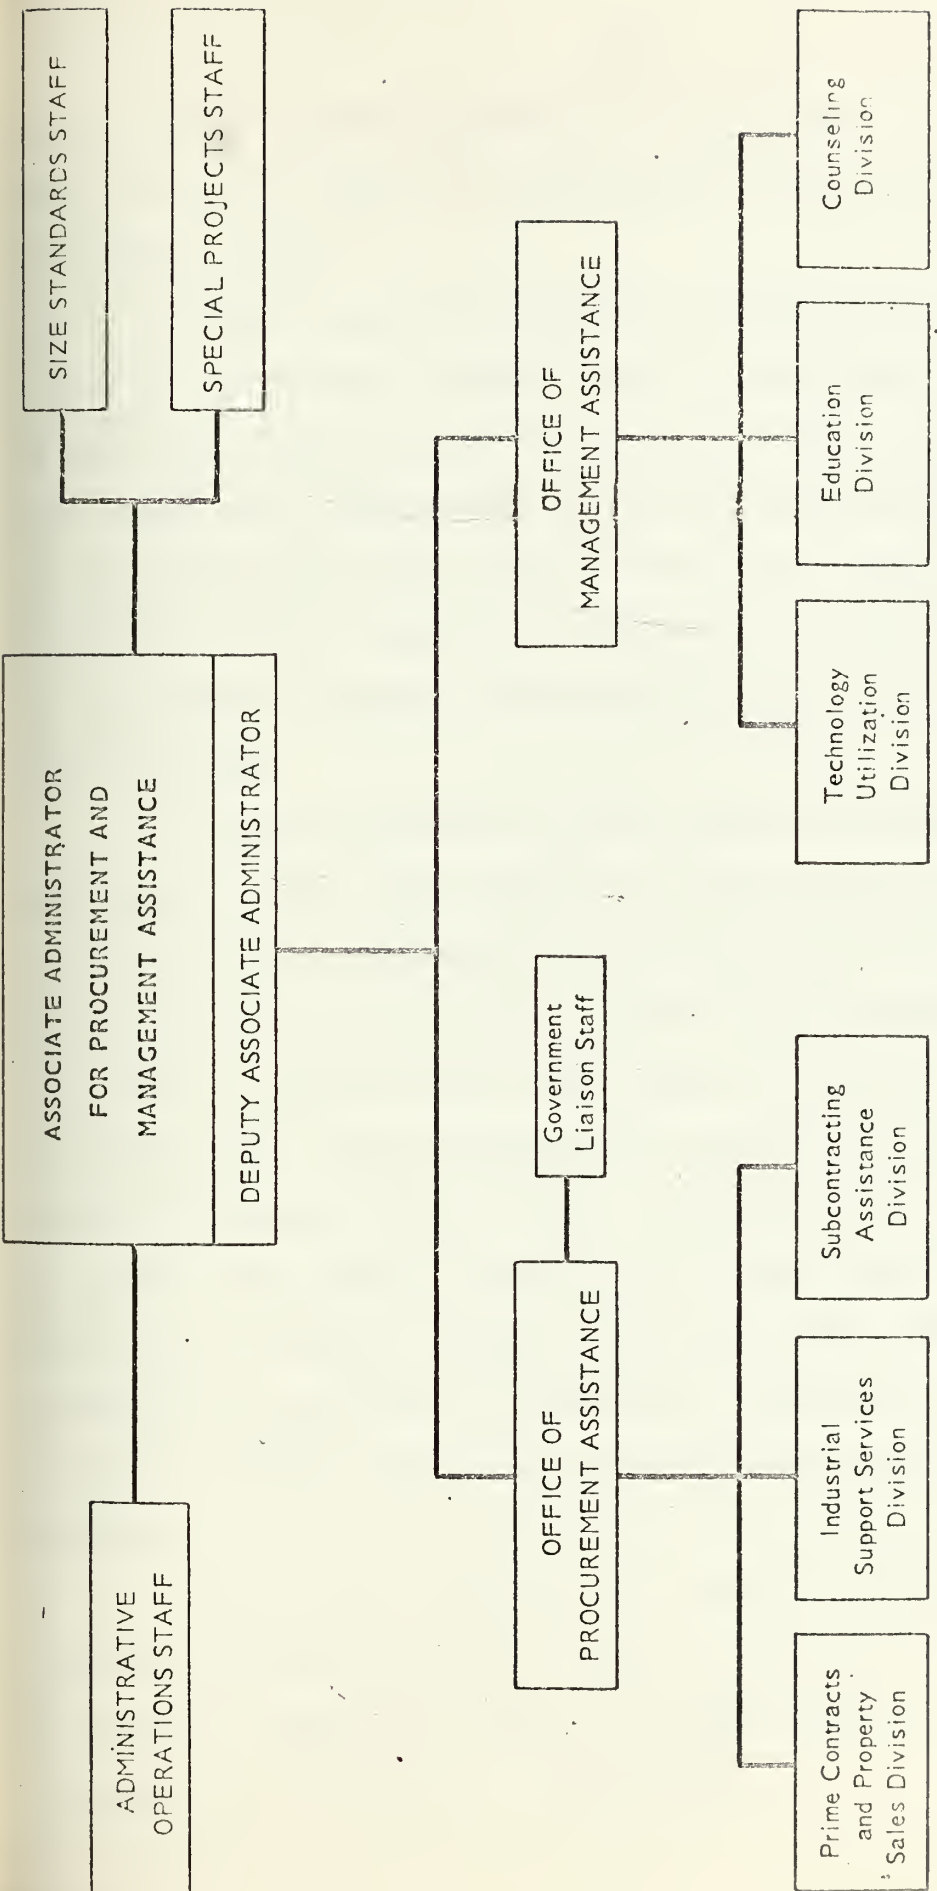 ADMINISTRATIVE
OPERATIONS STAFF
ASSOCIATE ADMINISTRATOR
FOR PROCUREMENT AND
MANAGEMENT ASSISTANCE
DEPUTY ASSOCIATE ADMINISTRATOR
SIZE STANDARDS STAFF
SPECIAL PROJECTS STAFF
OFFICE OF
PROCUREMENT ASSISTANCE
Government
Liaison Staff
OFFICE OF
MANAGEMENT ASSISTANCE
Prime Contracts
and Property
Sales Division
Industrial
Support Services
Division
Subcontracting
Assistance
Division
Technology
Utilization
Division
Education
Division
Counseling
Division